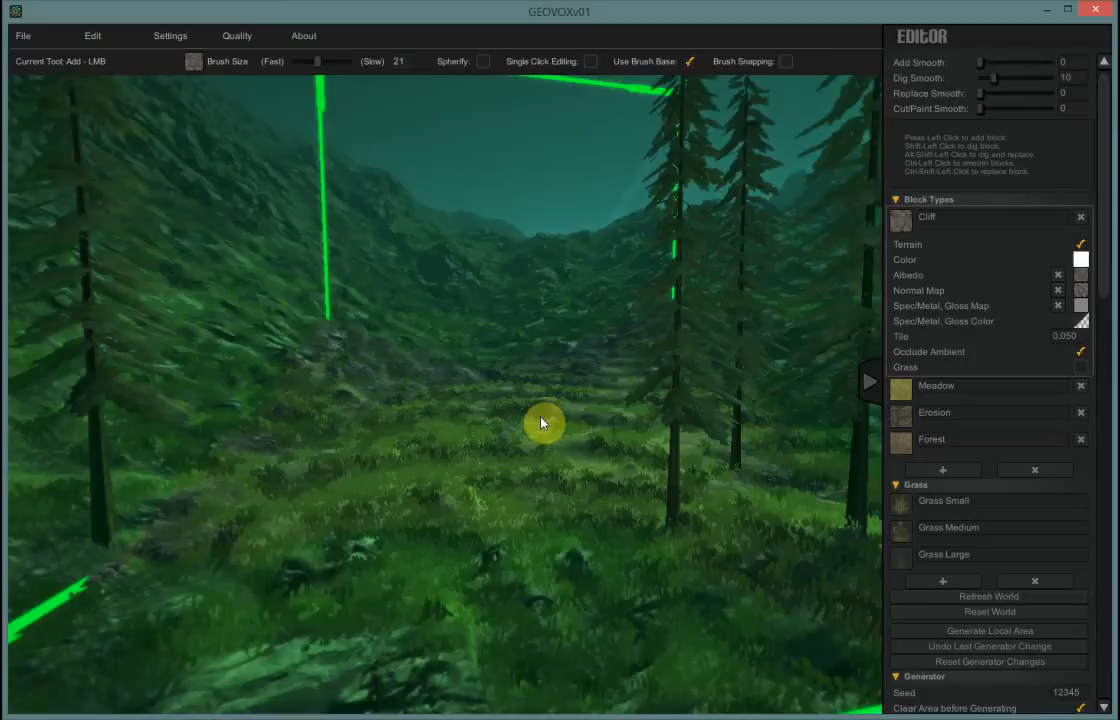 GEOVOXv01
File Edit Settings Quality About
Current Tool: Add - LMB Brush Size (Fast) (Slow) 21 Spherify: Single Click Editing: Use Brush Base: Brush Snapping:
EDITOR
Add Smooth: 0
Dig Smooth: 10
Replace Smooth: 0
Cut/Paint Smooth: 0
Press Left Click to add block.
Shift-Left Click to dig block.
Alt-Shift-Left Click to dig and replace.
Ctrl-Left Click to smooth blocks.
Ctrl-Shift-Left Click to replace block.
Block Types
Cliff
Terrain
Color
Albedo
Normal Map
Spec/Metal, Gloss Map
Spec/Metal, Gloss Color
Tile 0.050
Occlude Ambient
Grass
Meadow
Erosion
Forest
Grass
Grass Small
Grass Medium
Grass Large
Refresh World
Reset World
Generate Local Area
Undo Last Generator Change
Reset Generator Changes
Generator
Seed 12345
Clear Area before Generating